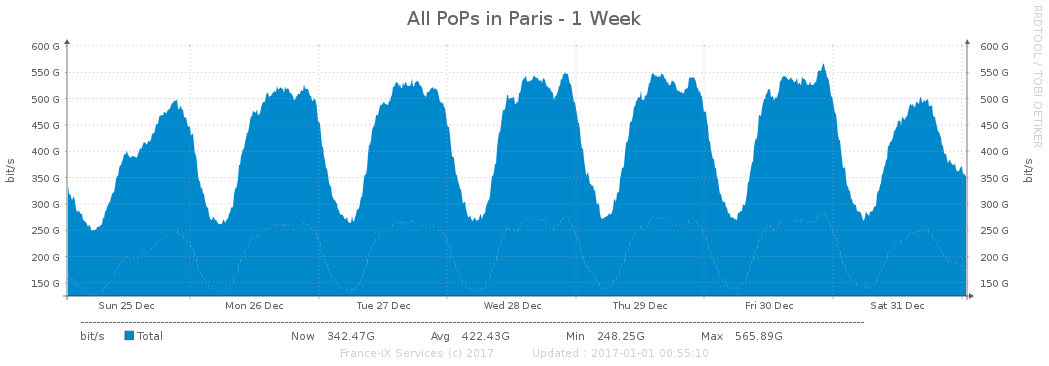 All PoPs in Paris - 1 Week
RRDTOOL / TOBI OETIKER
600 G 600 G
550 G 550 G
500 G 500 G
450 G 450 G
400 G 400 G
350 G 350 G
300 G 300 G
250 G 250 G
200 G 200 G
150 G 150 G
bit/s
bit/s
Sun 25 Dec Mon 26 Dec Tue 27 Dec Wed 28 Dec Thu 29 Dec Fri 30 Dec Sat 31 Dec
bit/s Total Now 342.47G Avg 422.43G Min 248.25G Max 565.89G
France-IX Services (c) 2017 Updated : 2017-01-01 00:55:10